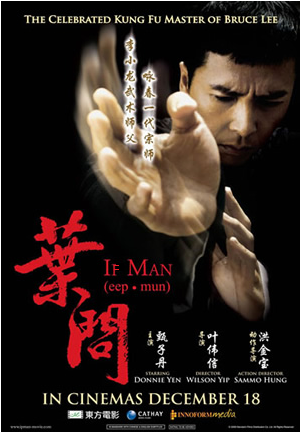 THE CELEBRATED KUNG FU MASTER OF BRUCE LEE
李小龙武术师父
咏春一代宗师
葉問
IP MAN
(eep • mun)
主演
甄子丹
导演
叶伟信
动作导演
洪金宝
STARRING
DONNIE YEN
DIRECTOR
WILSON YIP
ACTION DIRECTOR
SAMMO HUNG
IN CINEMAS DECEMBER 18
東方電影
CATHAY
INNOFORMmedia